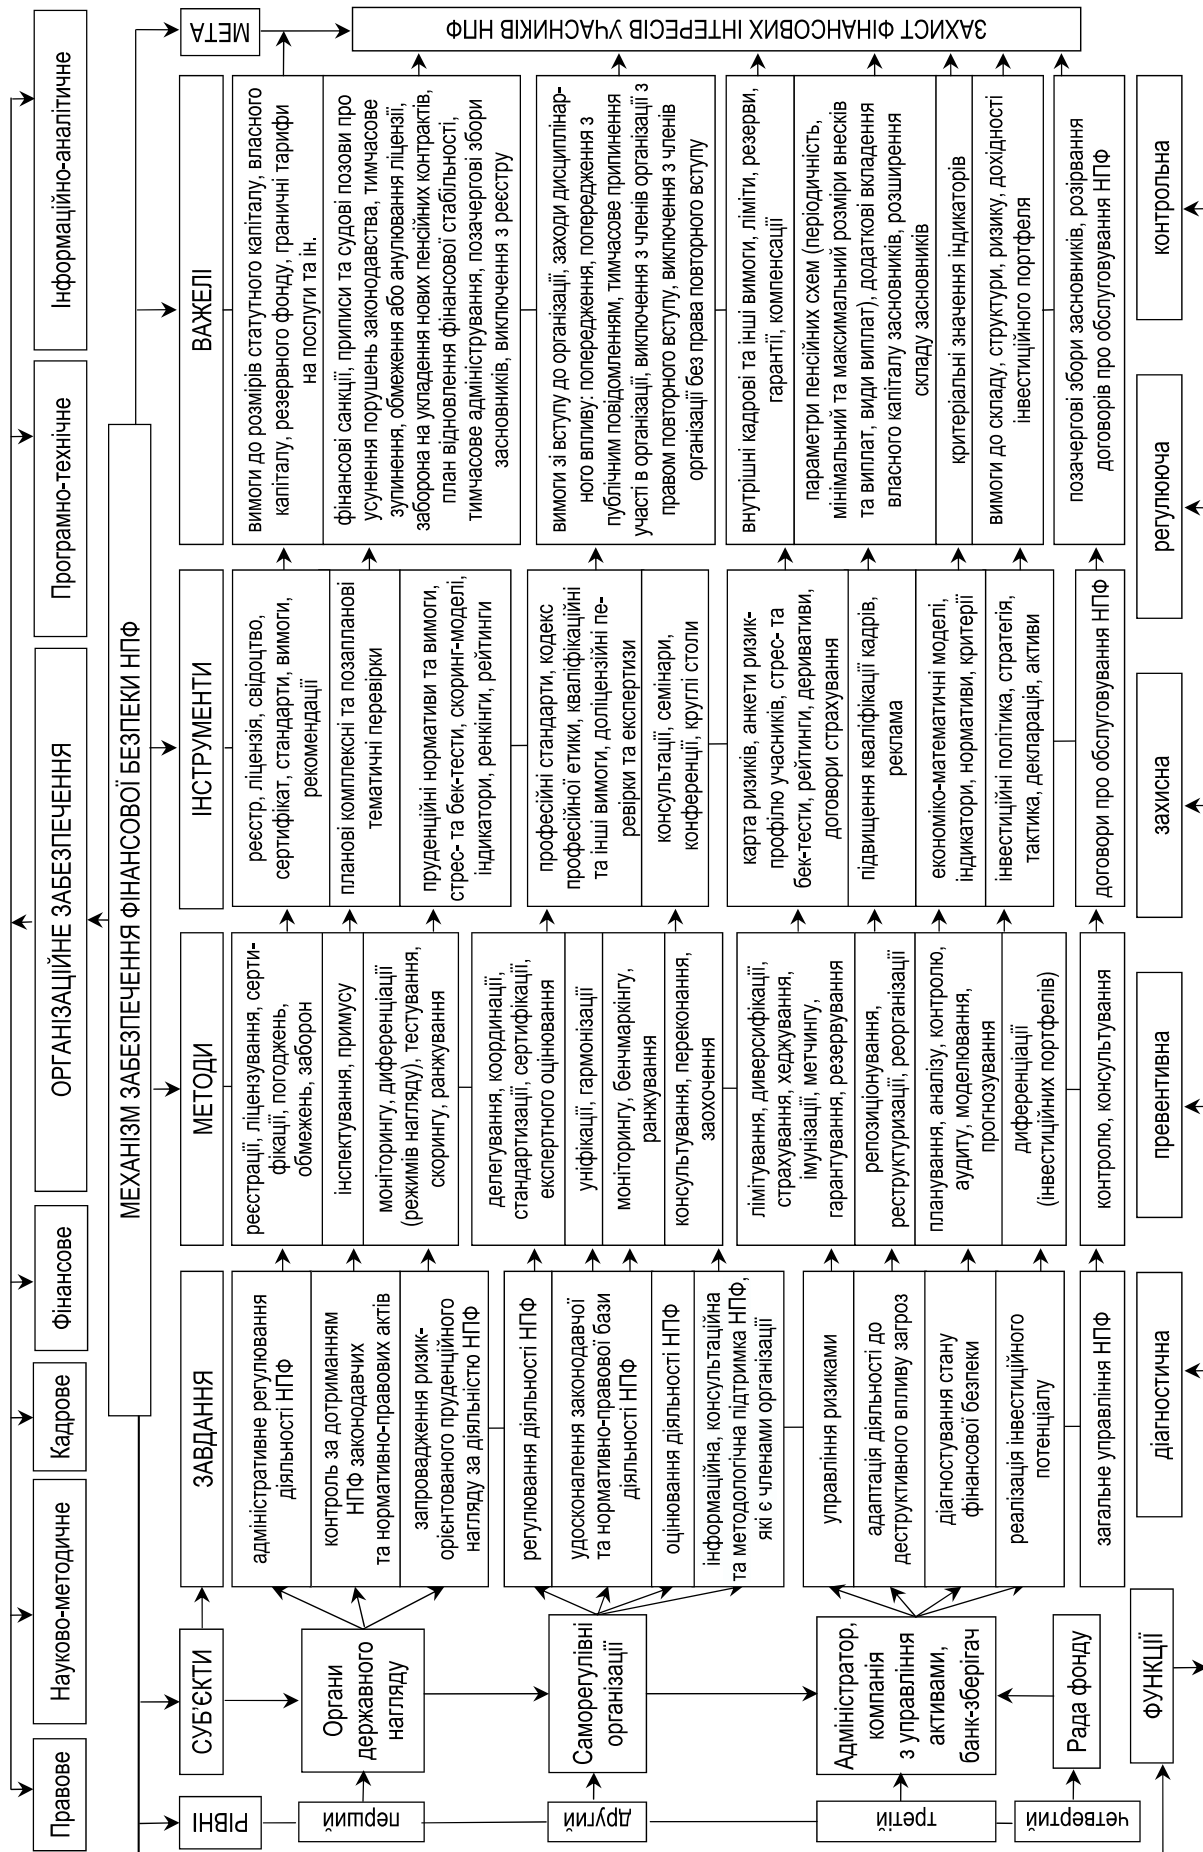 Правове
Науково-методичне
Кадрове
Фінансове
ОРГАНІЗАЦІЙНЕ ЗАБЕЗПЕЧЕННЯ
Програмно-технічне
Інформаційно-аналітичне
МЕХАНІЗМ ЗАБЕЗПЕЧЕННЯ ФІНАНСОВОЇ БЕЗПЕКИ НПФ
РІВНІ
СУБ'ЄКТИ
ЗАВДАННЯ
МЕТОДИ
ІНСТРУМЕНТИ
ВАЖЕЛІ
МЕТА
перший
Органи
державного
нагляду
адміністративне регулювання
діяльності НПФ
контроль за дотриманням
НПФ законодавчих
та нормативно-правових актів
запровадження ризик-
орієнтованого пруденційного
нагляду за діяльністю НПФ
реєстрації, ліцензування, серти-
фікації, погоджень,
обмежень, заборон
інспектування, примусу
моніторингу, диференціації
(режимів нагляду), тестування,
скорингу, ранжування
реєстр, ліцензія, свідоцтво,
сертифікат, стандарти, вимоги,
рекомендації
планові комплексні та позапланові
тематичні перевірки
пруденційні нормативи та вимоги,
стрес- та бек-тести, скоринг-моделі,
індикатори, ренкінги, рейтинги
вимоги до розмірів статутного капіталу, власного
капіталу, резервного фонду, граничні тарифи
на послуги та ін.
фінансові санкції, приписи та судові позови про
усунення порушень законодавства, тимчасове
зупинення, обмеження або анулювання ліцензії,
заборона на укладення нових пенсійних контрактів,
план відновлення фінансової стабільності,
тимчасове адміністрування, позачергові збори
засновників, виключення з реєстру
другий
Саморегулівні
організації
регулювання діяльності НПФ
удосконалення законодавчої
та нормативно-правової бази
діяльності НПФ
оцінювання діяльності НПФ
інформаційна, консультаційна
та методологічна підтримка НПФ,
які є членами організації
делегування, координації,
стандартизації, сертифікації,
експертного оцінювання
уніфікації, гармонізації
моніторингу, бенчмаркінгу,
ранжування
консультування, переконання,
заохочення
професійні стандарти, кодекс
професійної етики, кваліфікаційні
та інші вимоги, доліцензійні пе-
ревірки та експертизи
консультації, семінари,
конференції, круглі столи
вимоги зі вступу до організації, заходи дисциплінар-
ного впливу: попередження, попередження з
публічним повідомленням, тимчасове припинення
участі в організації, виключення з членів організації з
правом повторного вступу, виключення з членів
організації без права повторного вступу
третій
Адміністратор,
компанія
з управління
активами,
банк-зберігач
управління ризиками
адаптація діяльності до
деструктивного впливу загроз
діагностування стану
фінансової безпеки
реалізація інвестиційного
потенціалу
лімітування, диверсифікації,
страхування, хеджування,
імунізації, метчингу,
гарантування, резервування
репозиціонування,
реструктуризації, реорганізації
планування, аналізу, контролю,
аудиту, моделювання,
прогнозування
диференціації
(інвестиційних портфелів)
карта ризиків, анкети ризик-
профілю учасників, стрес- та
бек-тести, рейтинги, деривативи,
договори страхування
підвищення кваліфікації кадрів,
реклама
економіко-математичні моделі,
індикатори, нормативи, критерії
інвестиційні політика, стратегія,
тактика, декларація, активи
внутрішні кадрові та інші вимоги, ліміти, резерви,
гарантії, компенсації
параметри пенсійних схем (періодичність,
мінімальний та максимальний розміри внесків
та виплат, види виплат), додаткові вкладення
власного капіталу засновників, розширення
складу засновників
критеріальні значення індикаторів
вимоги до складу, структури, ризику, дохідності
інвестиційного портфеля
четвертий
Рада фонду
загальне управління НПФ
контролю, консультування
договори про обслуговування НПФ
позачергові збори засновників, розірвання
договорів про обслуговування НПФ
ЗАХИСТ ФІНАНСОВИХ ІНТЕРЕСІВ УЧАСНИКІВ НПФ
ФУНКЦІЇ
діагностична
превентивна
захисна
регулююча
контрольна